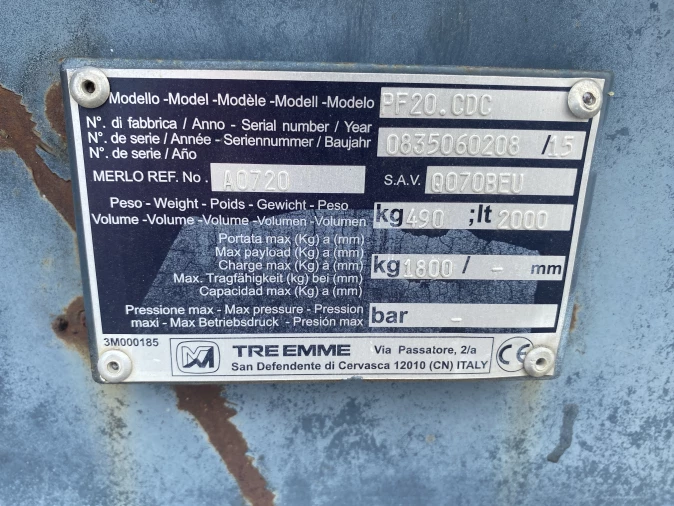 Modello -Model -Modèle -Modell -Modelo PF20.CDC
N°. di fabbrica / Anno - Serial number / Year
N°. de serie / Année - Seriennummer / Baujahr 0835060208 /15
N°. de serie / Año
MERLO REF. No. A0720 S.A.V. Q070BEU
Peso - Weight - Poids - Gewicht - Peso
Volume -Volume -Volume -Volumen -Volumen kg 490 ;lt 2000
Portata max (Kg) a (mm)
Max payload (Kg) a (mm)
Charge max (Kg) à (mm) kg 1800 / - mm
Max. Tragfähigkeit (kg) bei (mm)
Capacidad max (Kg) a (mm)
Pressione max - Max pressure - Pression
maxi - Max Betriebsdruck - Presión max bar -
3M000185
TRE EMME Via Passatore, 2/a CE
San Defendente di Cervasca 12010 (CN) ITALY